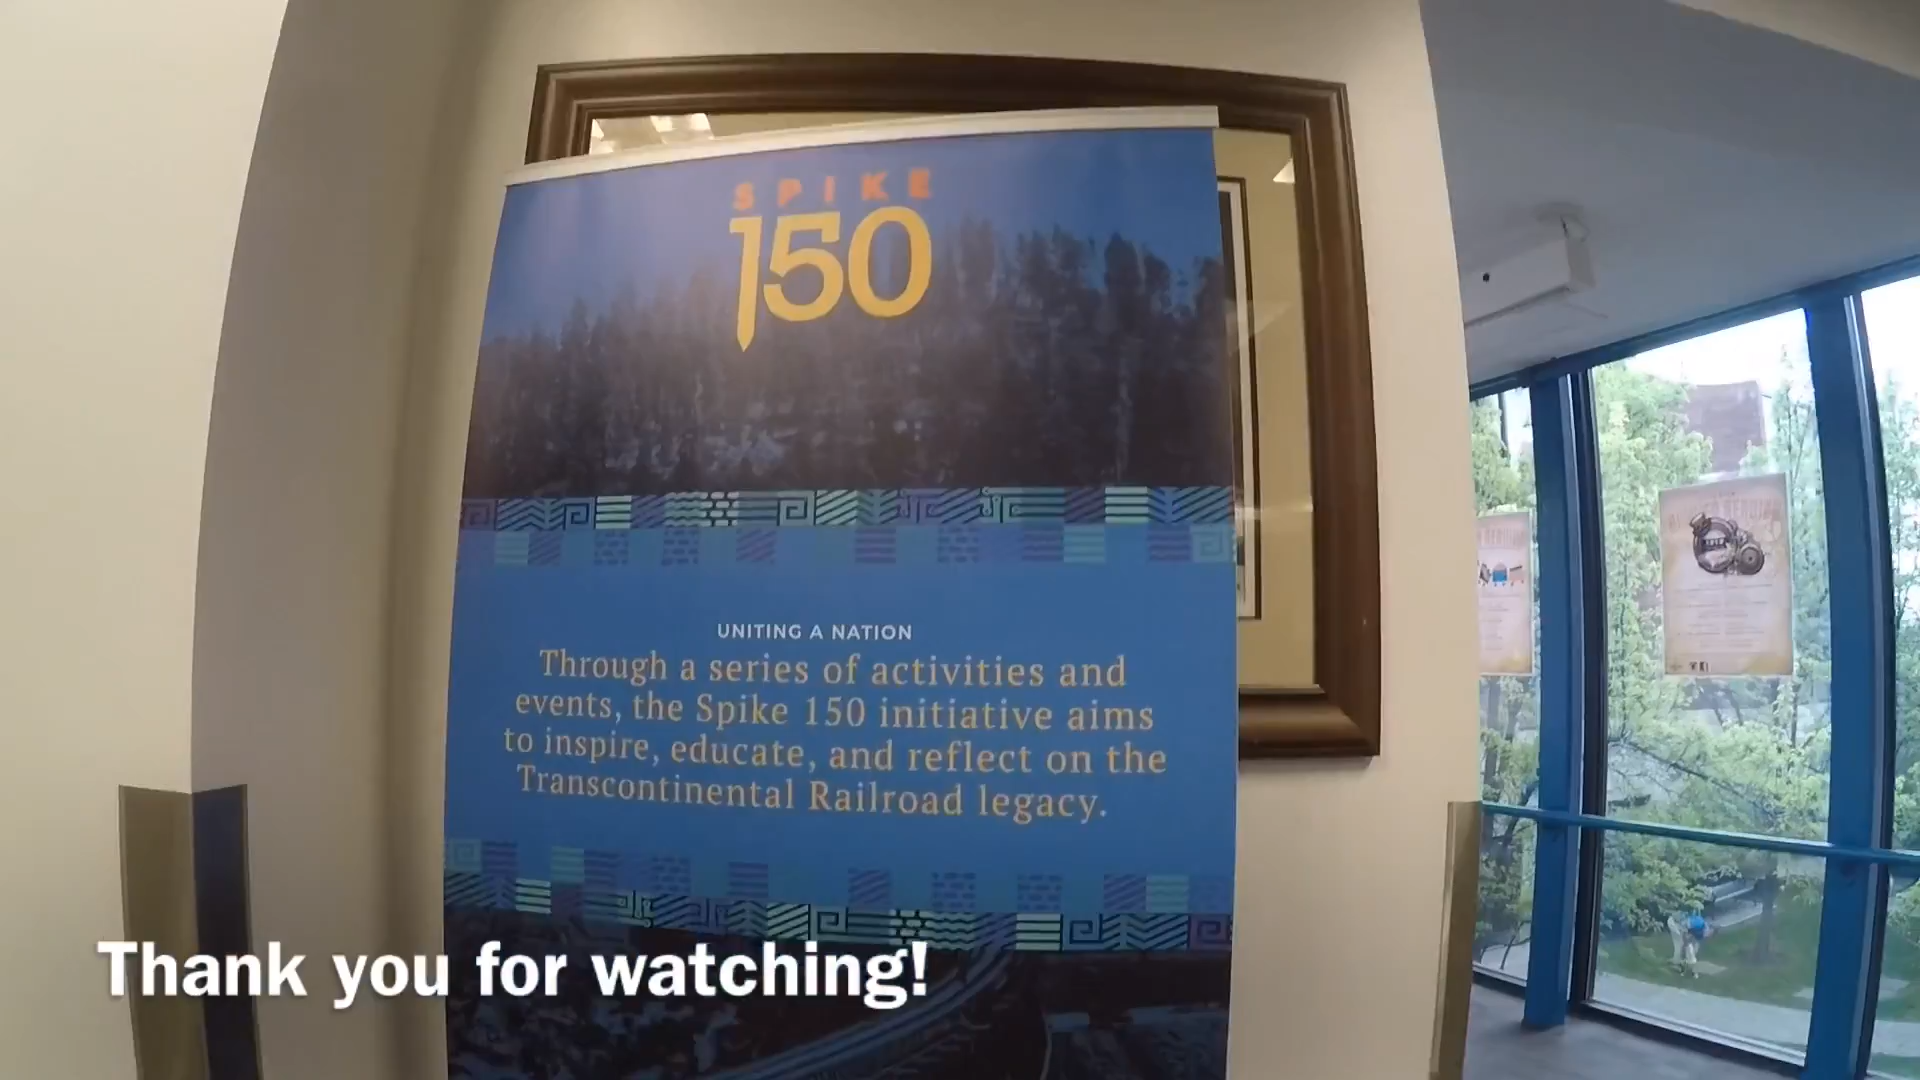 SPIKE
150
UNITING A NATION
Through a series of activities and
events, the Spike 150 initiative aims
to inspire, educate, and reflect on the
Transcontinental Railroad legacy.
Thank you for watching!